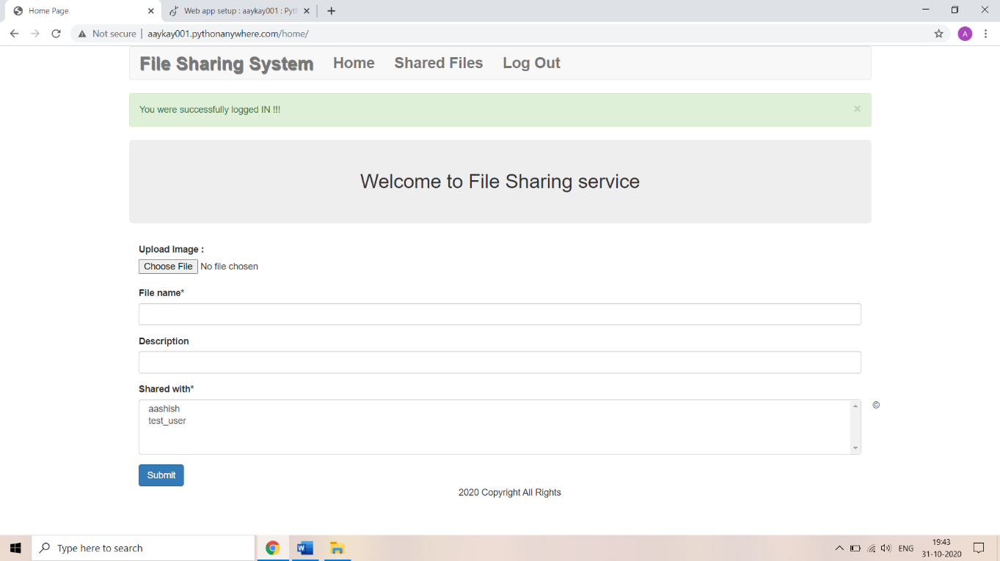 Home Page
Web app setup : aaykay001 : Pyth
Not secure | aaykay001.pythonanywhere.com/home/
A
File Sharing System Home Shared Files Log Out
You were successfully logged IN !!! ×
Welcome to File Sharing service
Upload Image :
Choose File No file chosen
File name*
Description
Shared with*
aashish
test_user
©
Submit
2020 Copyright All Rights
Type here to search
W
ENG
19:43
31-10-2020